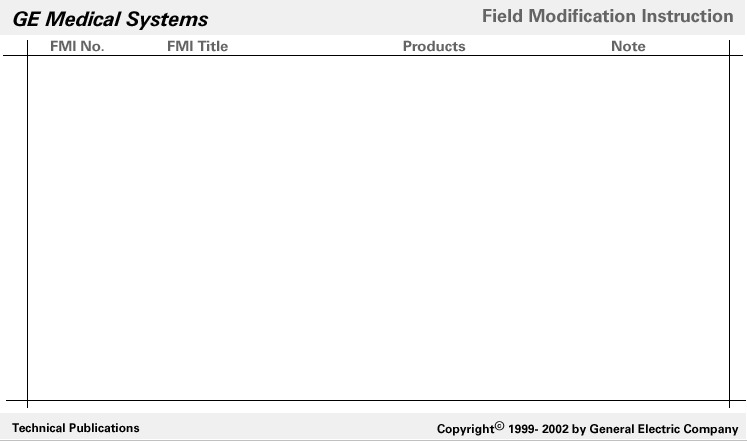 GE Medical Systems
Field Modification Instruction
FMI No. FMI Title Products Note
Technical Publications
Copyright© 1999- 2002 by General Electric Company